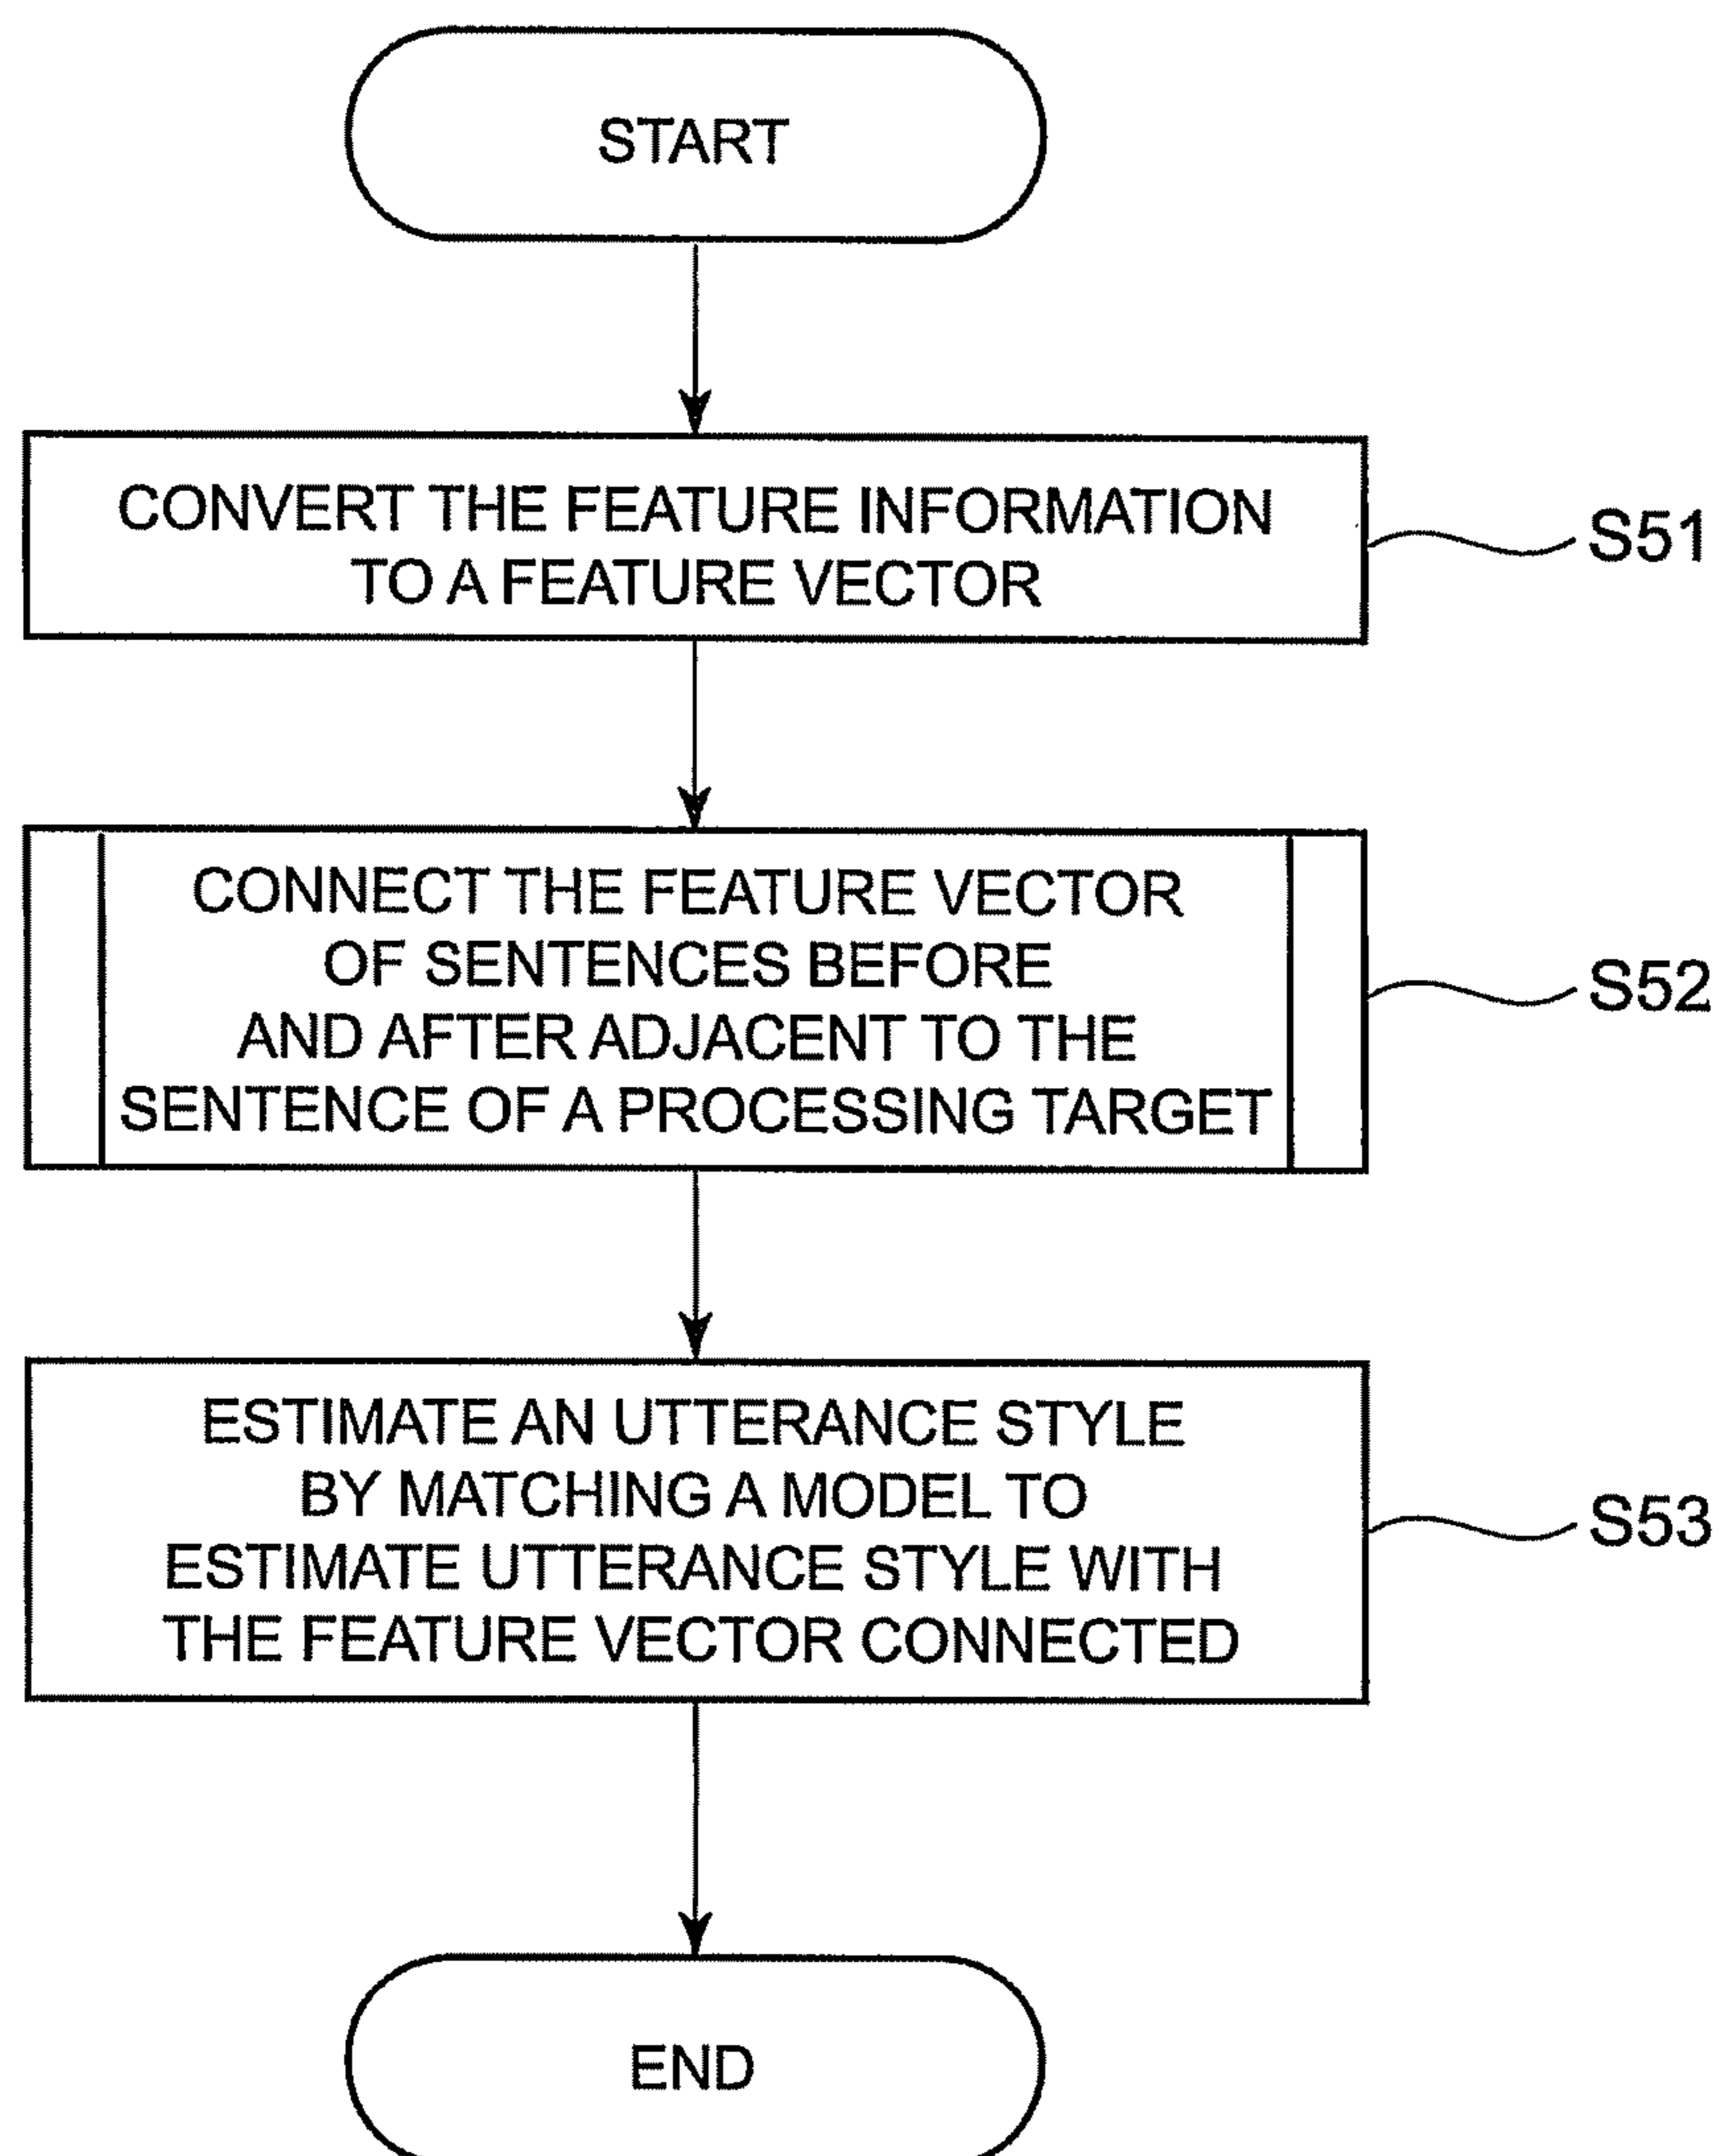 START
CONVERT THE FEATURE INFORMATION
TO A FEATURE VECTOR
S51
CONNECT THE FEATURE VECTOR
OF SENTENCES BEFORE
AND AFTER ADJACENT TO THE
SENTENCE OF A PROCESSING TARGET
S52
ESTIMATE AN UTTERANCE STYLE
BY MATCHING A MODEL TO
ESTIMATE UTTERANCE STYLE WITH
THE FEATURE VECTOR CONNECTED
S53
END